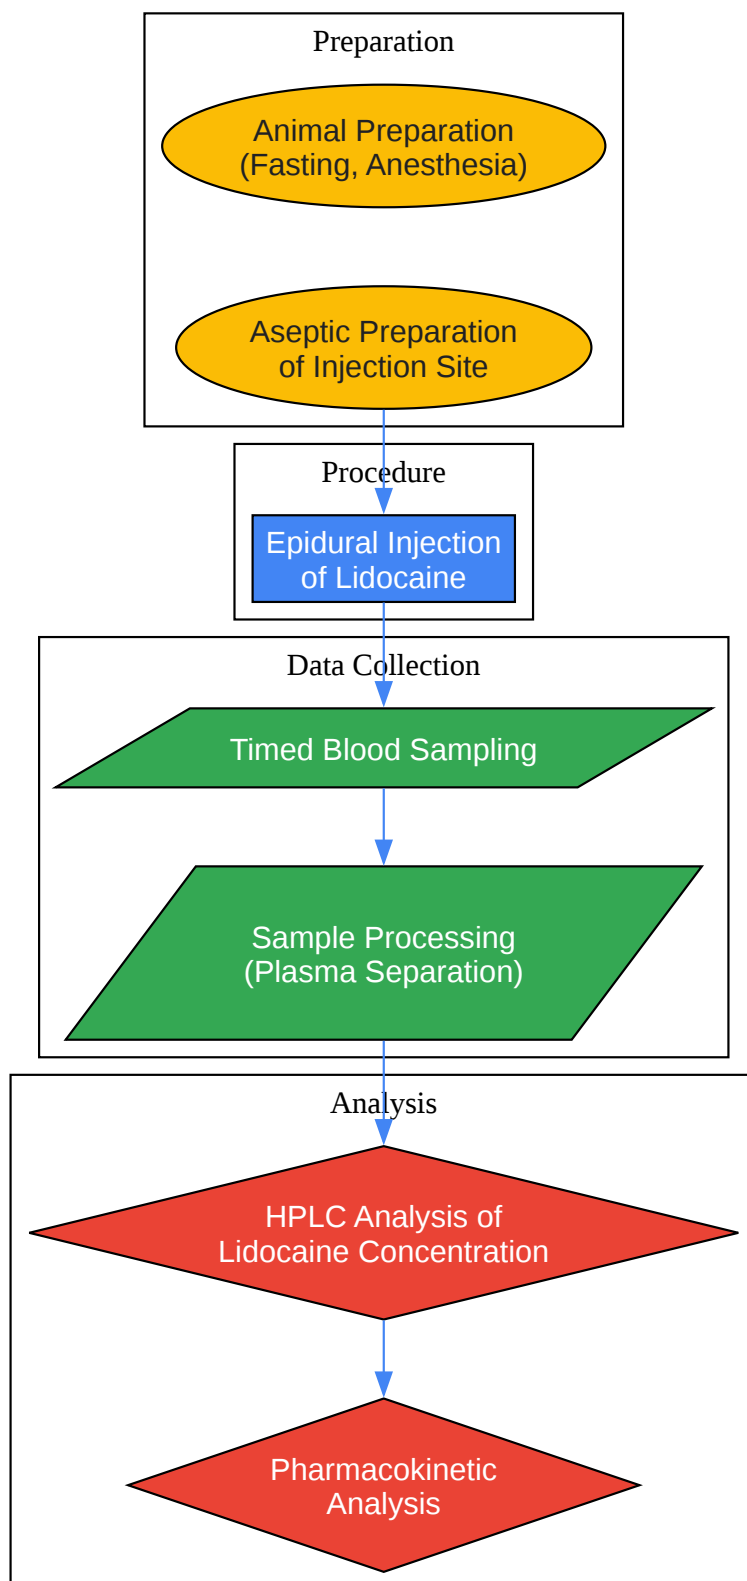 Preparation
Animal Preparation
(Fasting, Anesthesia)
Aseptic Preparation
of Injection Site
Procedure
Epidural Injection
of Lidocaine
Data Collection
Timed Blood Sampling
Sample Processing
(Plasma Separation)
Analysis
HPLC Analysis of
Lidocaine Concentration
Pharmacokinetic
Analysis